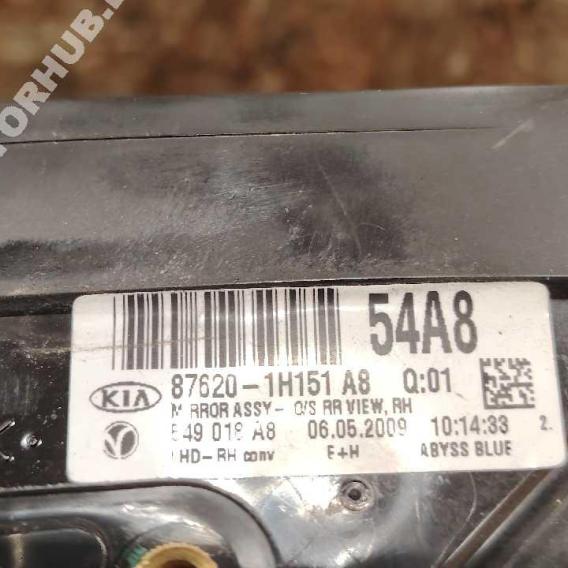 54A8
KIA 87620-1H151 A8 Q:01
MIRROR ASSY- O/S RR VIEW, RH
549 018 A8 06.05.2009 10:14:33 2.
LHD-RH conv E+H ABYSS BLUE